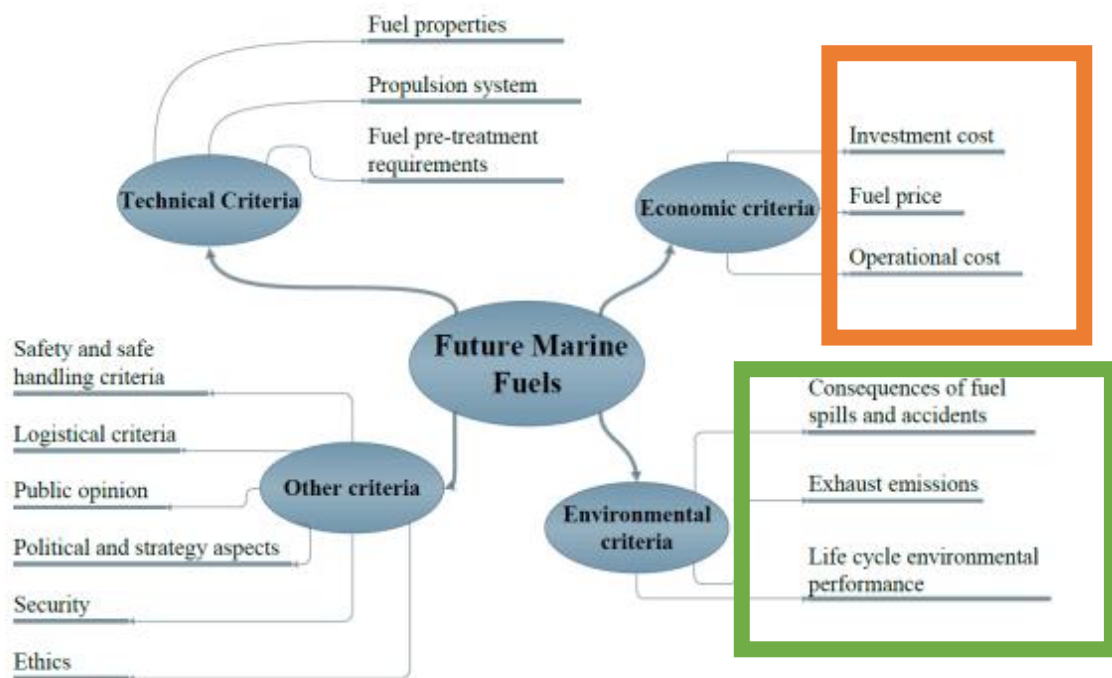 Fuel properties
Propulsion system
Fuel pre-treatment
requirements
Technical Criteria
Investment cost
Fuel price
Operational cost
Economic criteria
Future Marine
Fuels
Safety and safe
handling criteria
Logistical criteria
Public opinion
Political and strategy aspects
Security
Ethics
Other criteria
Consequences of fuel
spills and accidents
Exhaust emissions
Life cycle environmental
performance
Environmental
criteria